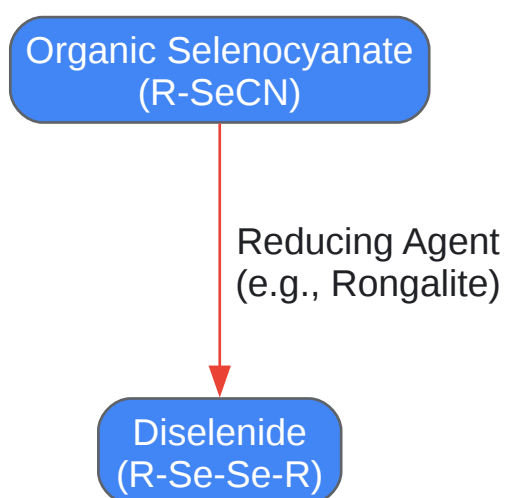 Organic Selenocyanate
(R-SeCN)
Reducing Agent
(e.g., Rongalite)
Diselenide
(R-Se-Se-R)